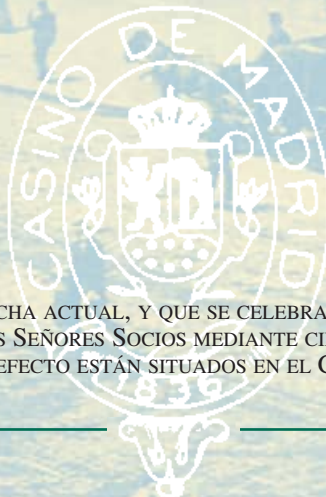 CASINO DE MADRID
CHA ACTUAL, Y QUE SE CELEBRA
S SEÑORES SOCIOS MEDIANTE CI
EFECTO ESTÁN SITUADOS EN EL C
1836